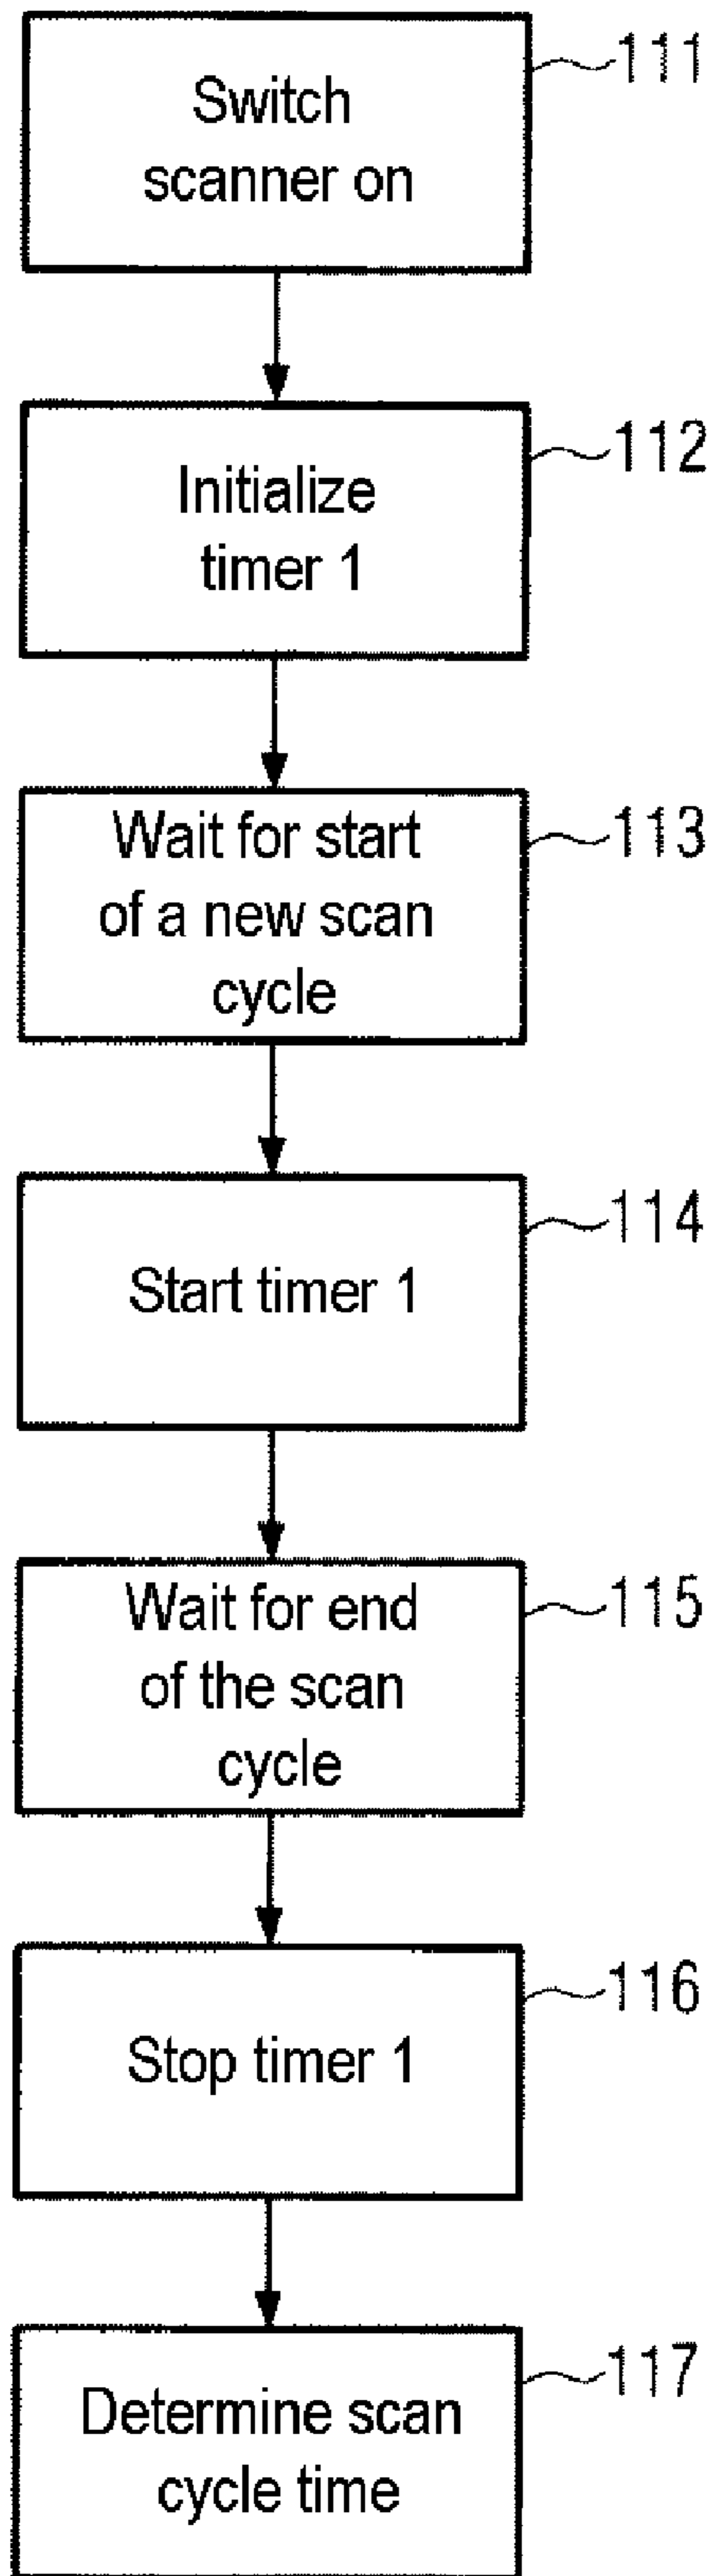 Switch
scanner on
111
Initialize
timer 1
112
Wait for start
of a new scan
cycle
113
Start timer 1
114
Wait for end
of the scan
cycle
115
Stop timer 1
116
Determine scan
cycle time
117